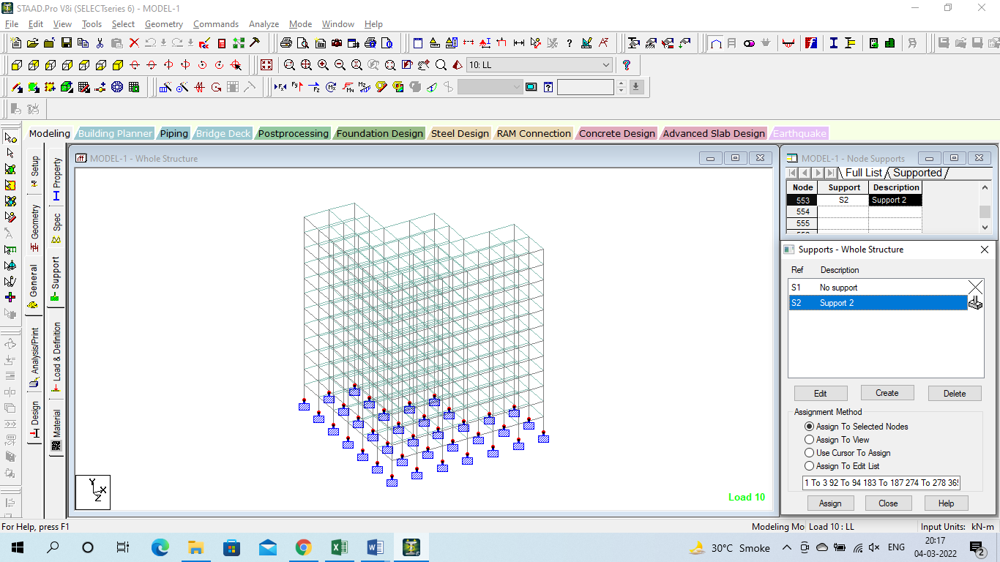 STAAD.Pro V8i (SELECTseries 6) - MODEL-1
File Edit View Tools Select Geometry Commands Analyze Mode Window Help
10: LL
Modeling Building Planner Piping Bridge Deck Postprocessing Foundation Design Steel Design RAM Connection Concrete Design Advanced Slab Design Earthquake
Setup
Geometry
General
Analysis/Print
Design
Property
Spec
Support
Load & Definition
Material
MODEL-1 - Whole Structure
Y
X
Z
Load 10
MODEL-1 - Node Supports
Full List Supported
Node Support Description
553 S2 Support 2
554
555
Supports - Whole Structure
Ref Description
S1 No support
S2 Support 2
Edit Create Delete
Assignment Method
Assign To Selected Nodes
Assign To View
Use Cursor To Assign
Assign To Edit List
1 To 3 92 To 94 183 To 187 274 To 278 365
Assign Close Help
For Help, press F1
Modeling Mo Load 10 : LL Input Units: kN-m
30°C Smoke ENG 20:17
04-03-2022
2